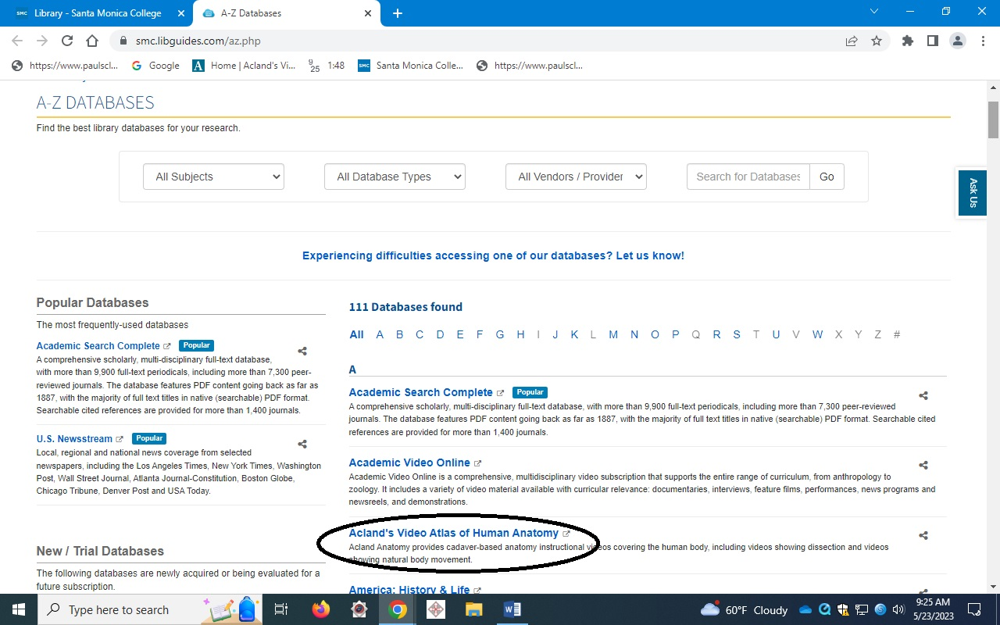 SMC Library - Santa Monica College
A-Z Databases
smc.libguides.com/az.php
https://www.paulscl...
Google
A Home | Acland's Vi...
9 25 1:48
SMC Santa Monica Colle...
https://www.paulscl...
A-Z DATABASES
Find the best library databases for your research.
All Subjects
All Database Types
All Vendors / Provider
Search for Databases
Go
Ask Us
Experiencing difficulties accessing one of our databases? Let us know!
Popular Databases
The most frequently-used databases
Academic Search Complete Popular
A comprehensive scholarly, multi-disciplinary full-text database,
with more than 9,900 full-text periodicals, including more than 7,300 peer-
reviewed journals. The database features PDF content going back as far as
1887, with the majority of full text titles in native (searchable) PDF format.
Searchable cited references are provided for more than 1,400 journals.
U.S. Newsstream Popular
Local, regional and national news coverage from selected
newspapers, including the Los Angeles Times, New York Times, Washington
Post, Wall Street Journal, Atlanta Journal-Constitution, Boston Globe,
Chicago Tribune, Denver Post and USA Today.
New / Trial Databases
The following databases are newly acquired or being evaluated for a
future subscription.
111 Databases found
All A B C D E F G H I J K L M N O P Q R S T U V W X Y Z #
A
Academic Search Complete Popular
A comprehensive scholarly, multi-disciplinary full-text database, with more than 9,900 full-text periodicals, including more than 7,300 peer-reviewed
journals. The database features PDF content going back as far as 1887, with the majority of full text titles in native (searchable) PDF format. Searchable cited
references are provided for more than 1,400 journals.
Academic Video Online
Academic Video Online is a comprehensive, multidisciplinary video subscription that supports the entire range of curriculum, from anthropology to
zoology. It includes a variety of video material available with curricular relevance: documentaries, interviews, feature films, performances, news programs and
newsreels, and demonstrations.
Acland's Video Atlas of Human Anatomy
Acland Anatomy provides cadaver-based anatomy instructional videos covering the human body, including videos showing dissection and videos
showing natural body movement.
America: History & Life
Type here to search
60°F Cloudy
9:25 AM
5/23/2023